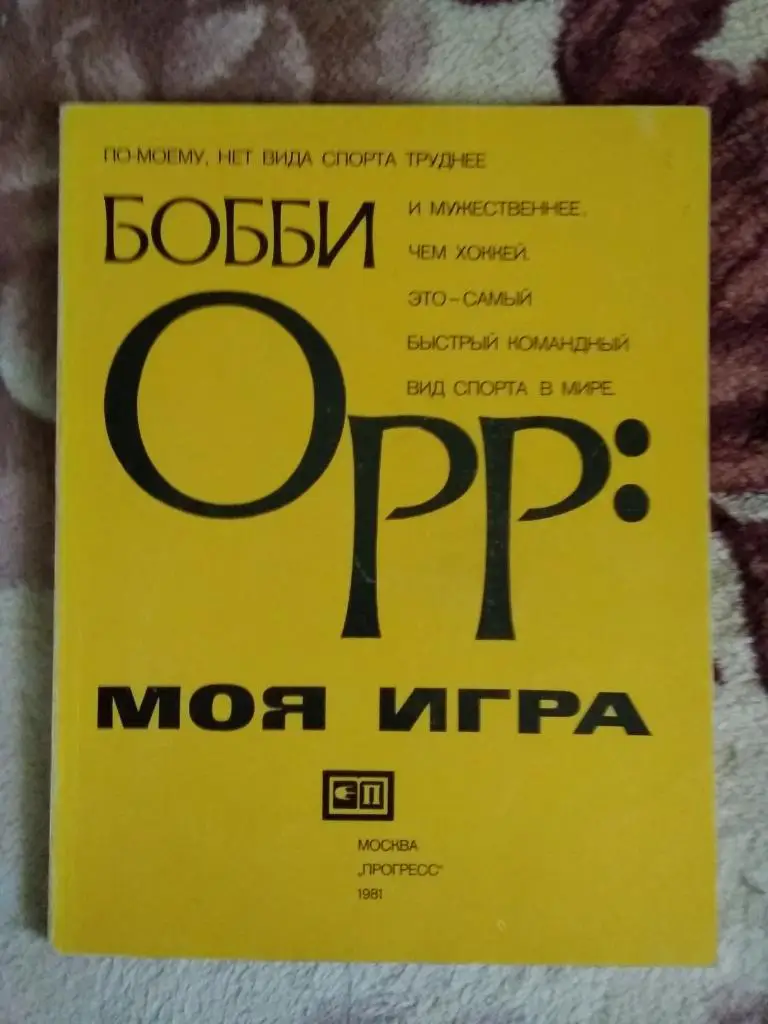 ПО-МОЕМУ, НЕТ ВИДА СПОРТА ТРУДНЕЕ
И МУЖЕСТВЕННЕЕ,
ЧЕМ ХОККЕЙ.
ЭТО – САМЫЙ
БЫСТРЫЙ КОМАНДНЫЙ
ВИД СПОРТА В МИРЕ.
БОББИ
ОРР:
МОЯ ИГРА
МОСКВА
„ПРОГРЕСС“
1981